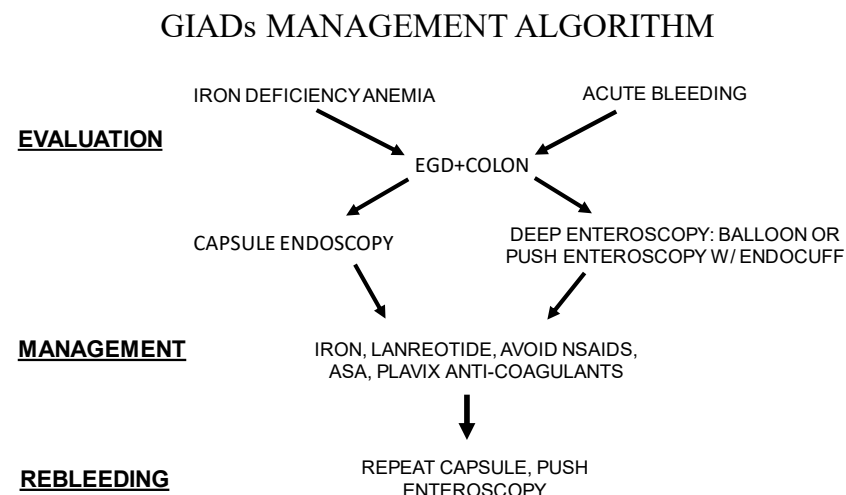 GIADs MANAGEMENT ALGORITHM
IRON DEFICIENCY ANEMIA
ACUTE BLEEDING
EVALUATION
EGD+COLON
CAPSULE ENDOSCOPY
DEEP ENTEROSCOPY: BALLOON OR
PUSH ENTEROSCOPY W/ ENDOCUFF
MANAGEMENT
IRON, LANREOTIDE, AVOID NSAIDS,
ASA, PLAVIX ANTI-COAGULANTS
REBLEEDING
REPEAT CAPSULE, PUSH
ENTEROSCOPY